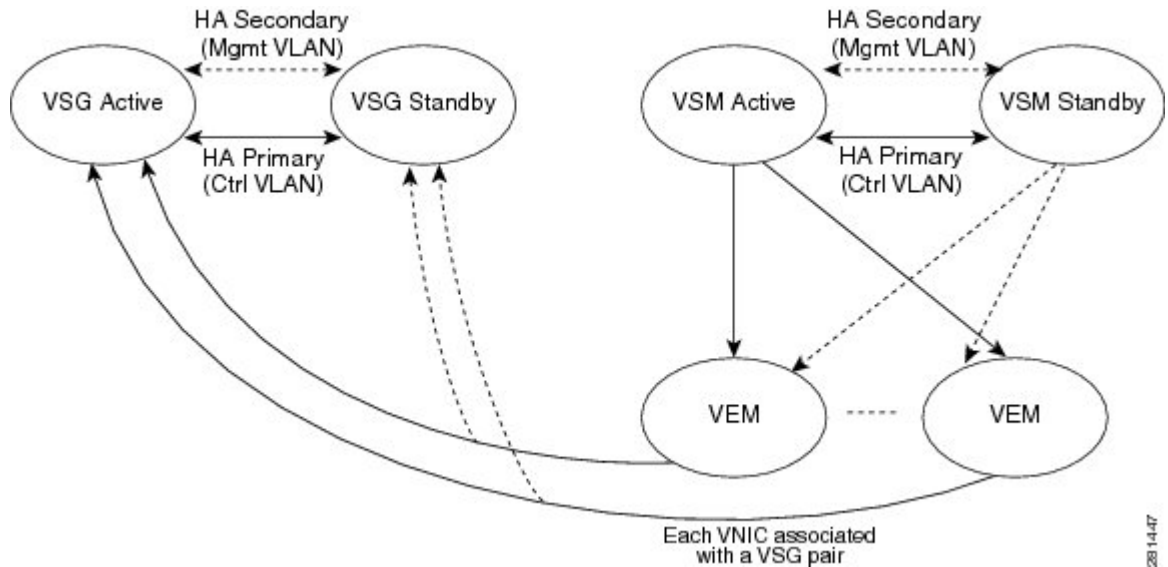 HA Secondary
(Mgmt VLAN)
VSG Active
VSG Standby
HA Primary
(Ctrl VLAN)
HA Secondary
(Mgmt VLAN)
VSM Active
VSM Standby
HA Primary
(Ctrl VLAN)
VEM
VEM
Each VNIC associated
with a VSG pair
281447